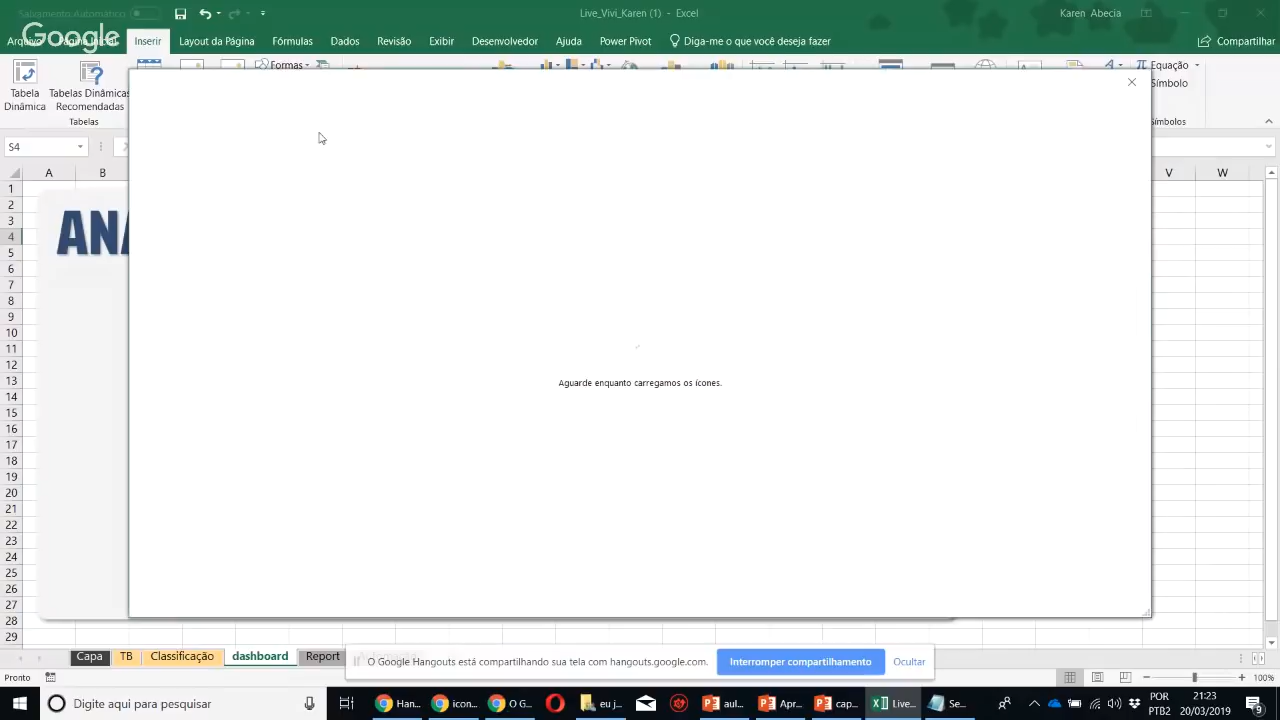 Salvamento Automático
Live_Vivi_Karen (1) - Excel
Karen Abecia
Google
Arquivo
Inserir
Layout da Página
Fórmulas
Dados
Revisão
Exibir
Desenvolvedor
Ajuda
Power Pivot
Diga-me o que você deseja fazer
Compartilhar
Formas
Equação
Símbolo
Tabela
Dinâmica
Tabelas Dinâmicas
Recomendadas
Tabelas
Símbolos
S4
A B V W
1
2
3
4
5
6
7
8
9
10
11
12
13
14
15
16
17
18
19
20
21
22
23
24
25
26
27
28
29
ANA
Aguarde enquanto carregamos os ícones.
Capa TB Classificação dashboard Report
O Google Hangouts está compartilhando sua tela com hangouts.google.com.
Interromper compartilhamento
Ocultar
Pronto
100%
Digite aqui para pesquisar
Han...
icon...
O G...
eu j...
aul...
Apr...
cap...
Live...
Se...
POR
PTB2
21:23
20/03/2019
9